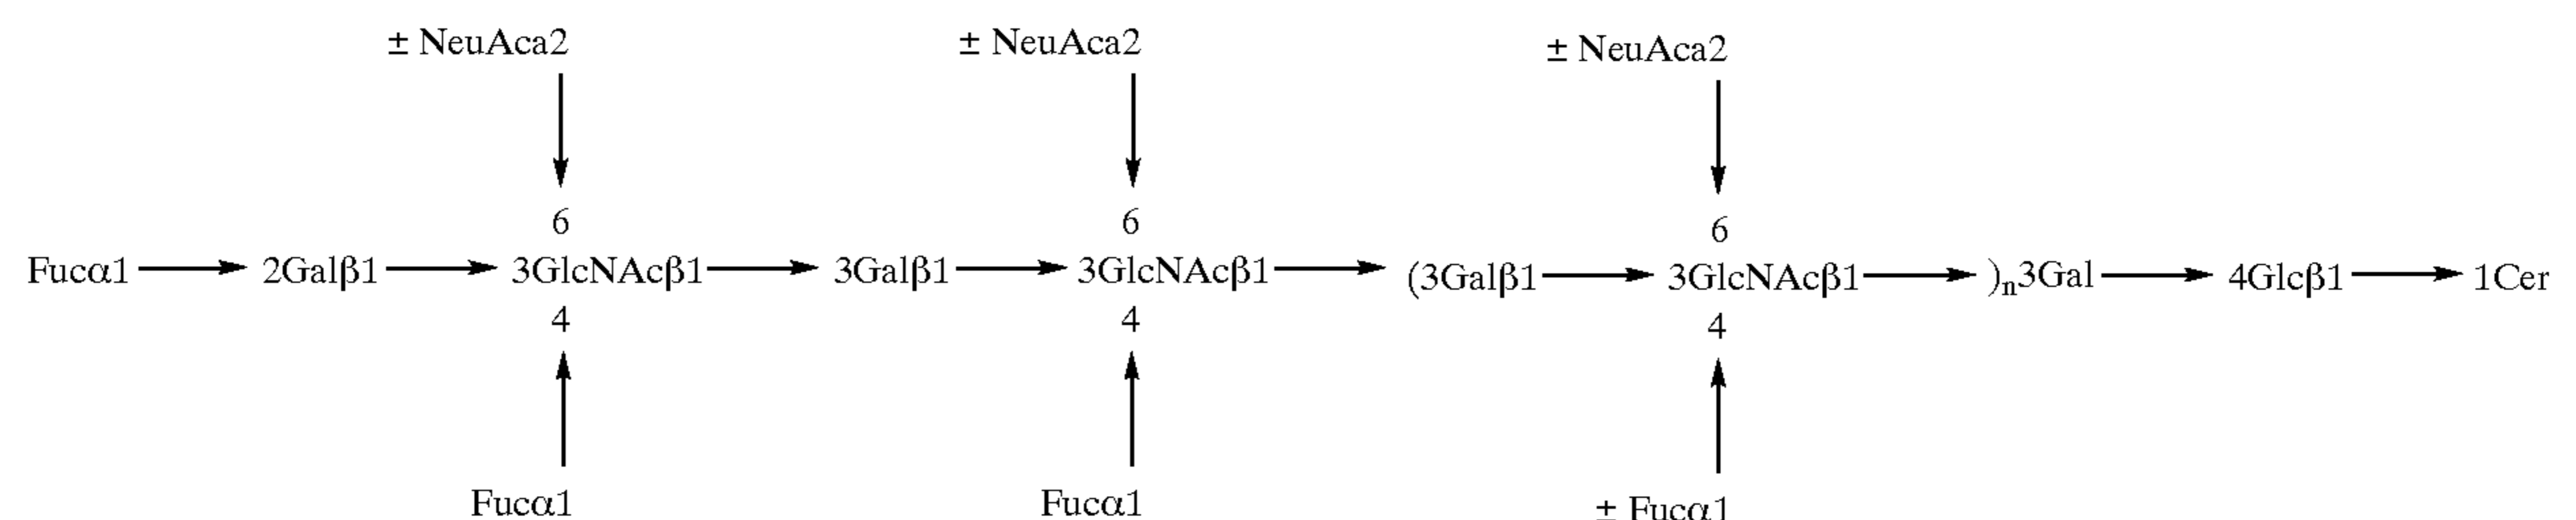 ± NeuAca2 ± NeuAca2 ± NeuAca2
6 6 6
Fucα1 2Galβ1 3GlcNAcβ1 3Galβ1 3GlcNAcβ1 (3Galβ1 3GlcNAcβ1 )n3Gal 4Glcβ1 1Cer
4 4 4
Fucα1 Fucα1 ± Fucα1